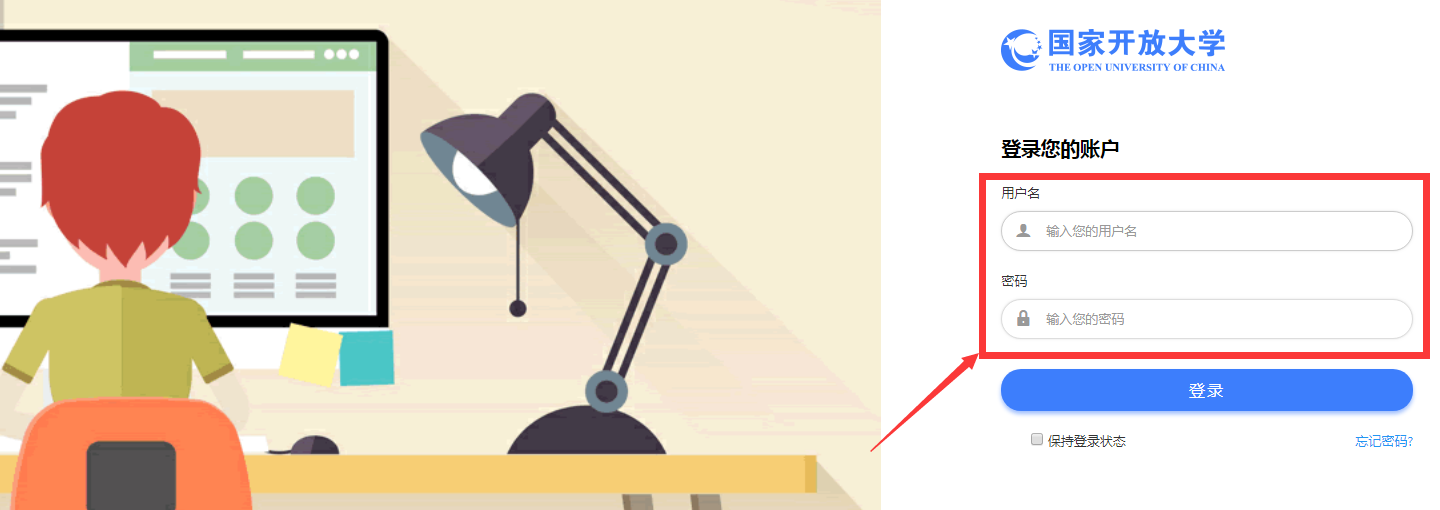 国家开放大学
THE OPEN UNIVERSITY OF CHINA
登录您的账户
用户名
输入您的用户名
密码
输入您的密码
登录
保持登录状态
忘记密码?